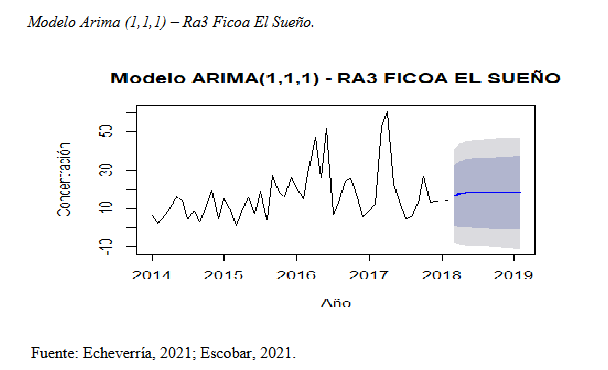 Modelo Arima (1,1,1) – Ra3 Ficoa El Sueño.
Modelo ARIMA(1,1,1) - RA3 FICOA EL SUEÑO
Concentración
50
30
10
-10
2014 2015 2016 2017 2018 2019
Año
Fuente: Echeverría, 2021; Escobar, 2021.